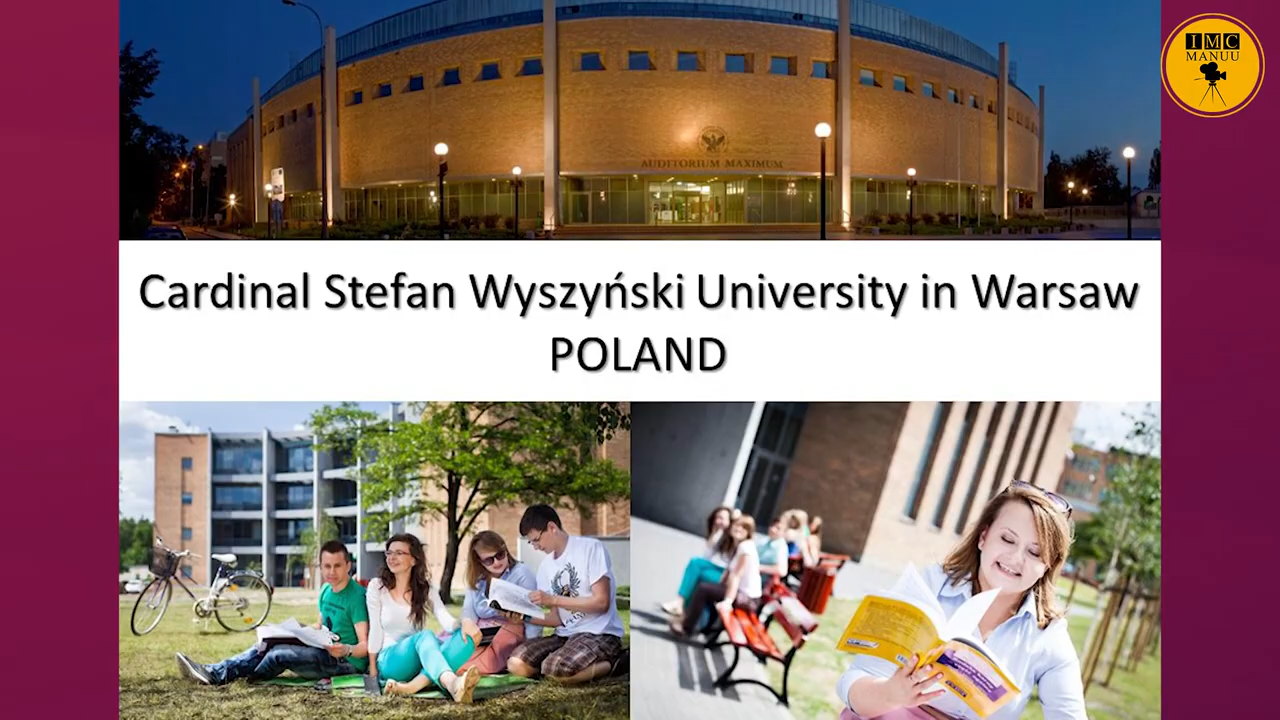 IMC
MANUU
AUDITORIUM MAXIMUM
Cardinal Stefan Wyszyński University in Warsaw
POLAND